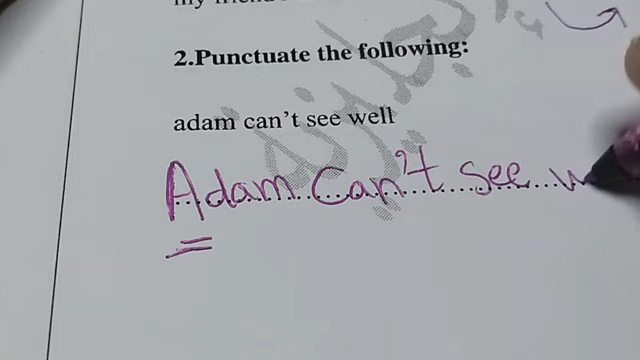 2.Punctuate the following:
adam can't see well
Adam can't see w